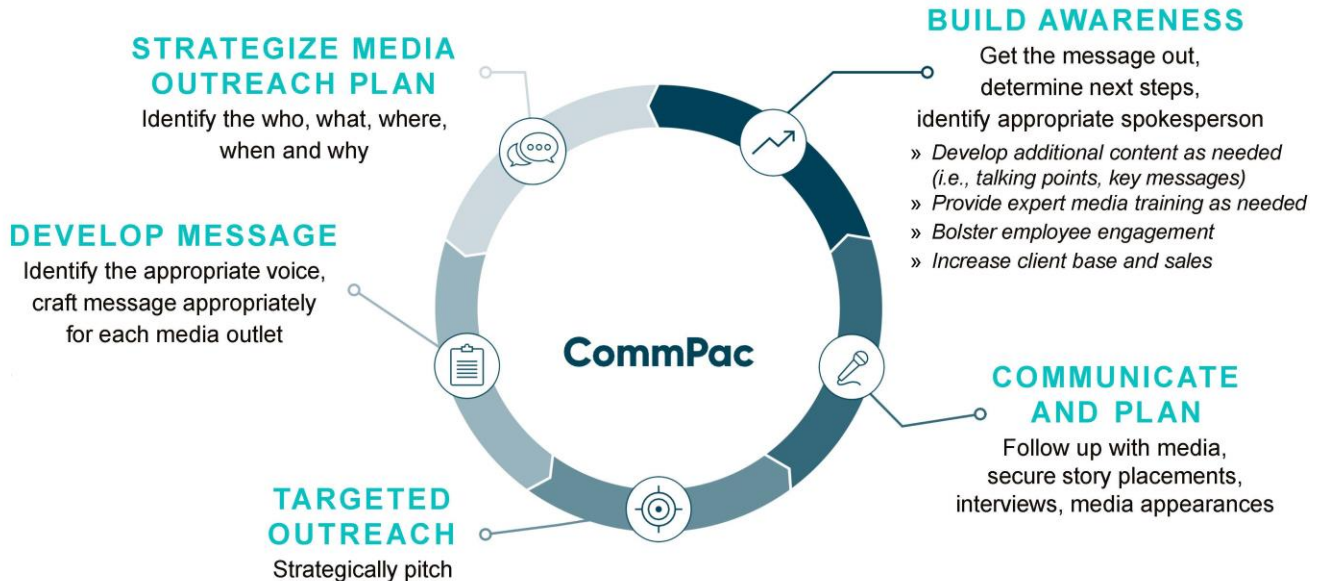 STRATEGIZE MEDIA
OUTREACH PLAN
Identify the who, what, where,
when and why
BUILD AWARENESS
Get the message out,
determine next steps,
identify appropriate spokesperson
» Develop additional content as needed
(i.e., talking points, key messages)
» Provide expert media training as needed
» Bolster employee engagement
» Increase client base and sales
DEVELOP MESSAGE
Identify the appropriate voice,
craft message appropriately
for each media outlet
CommPac
COMMUNICATE
AND PLAN
Follow up with media,
secure story placements,
interviews, media appearances
TARGETED
OUTREACH
Strategically pitch